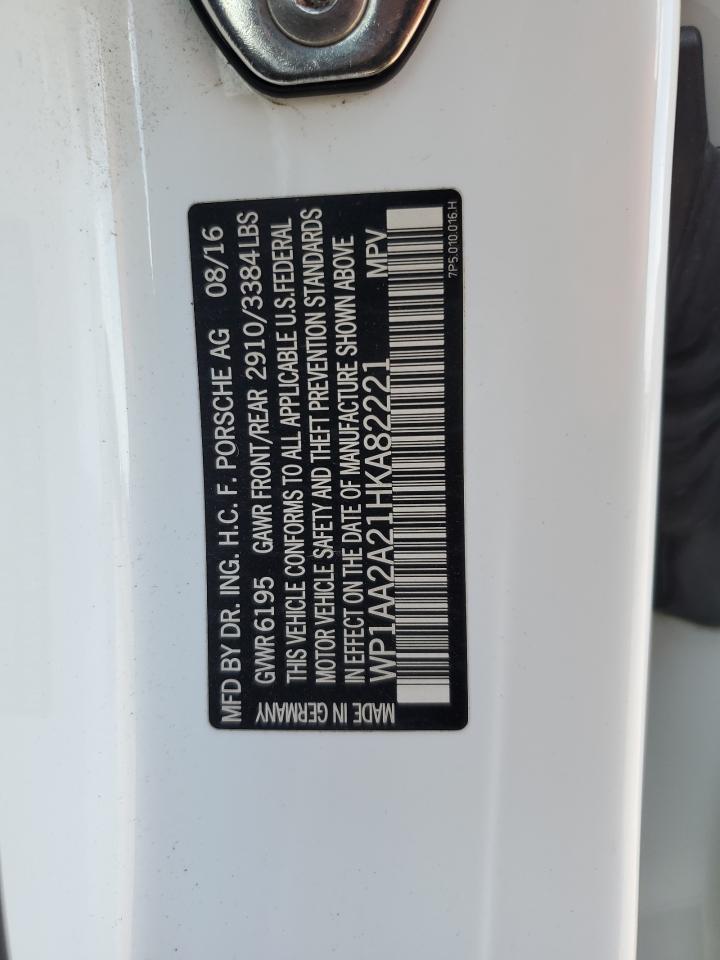 MFD BY DR. ING. H.C. F. PORSCHE AG 08/16
GVWR 6195 GAWR FRONT/REAR 2910/3384LBS
THIS VEHICLE CONFORMS TO ALL APPLICABLE U.S.FEDERAL
MOTOR VEHICLE SAFETY AND THEFT PREVENTION STANDARDS
IN EFFECT ON THE DATE OF MANUFACTURE SHOWN ABOVE
WP1AA2A21HKA82221 MPV
MADE IN GERMANY
7P5.010.016.H